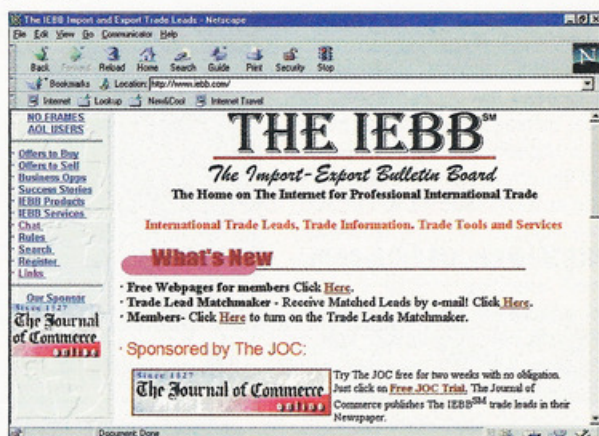 The IEBB Import and Export Trade Leads - Netscape
File Edit View Go Communicator Help
Back Forward Reload Home Search Guide Print Security Stop
N
Bookmarks Location: http://www.iebb.com/
Internet Lookup New&Cool Internet Travel
NO FRAMES
AOL USERS
Offers to Buy
Offers to Sell
Business Opps
Success Stories
IEBB Products
IEBB Services
Chat
Rules
Search
Register
Links
Our Sponsor
Since 1827
The Journal
of Commerce
online
THE IEBB SM
The Import-Export Bulletin Board
The Home on The Internet for Professional International Trade
International Trade Leads, Trade Information. Trade Tools and Services
What's New
· Free Webpages for members Click Here.
· Trade Lead Matchmaker - Receive Matched Leads by e-mail! Click Here.
· Members- Click Here to turn on the Trade Leads Matchmaker.
· Sponsored by The JOC:
Since 1827
The Journal of Commerce
online
Try The JOC free for two weeks with no obligation.
Just click on Free JOC Trial. The Journal of
Commerce publishes The IEBB SM trade leads in their
Newspaper.
Document: Done